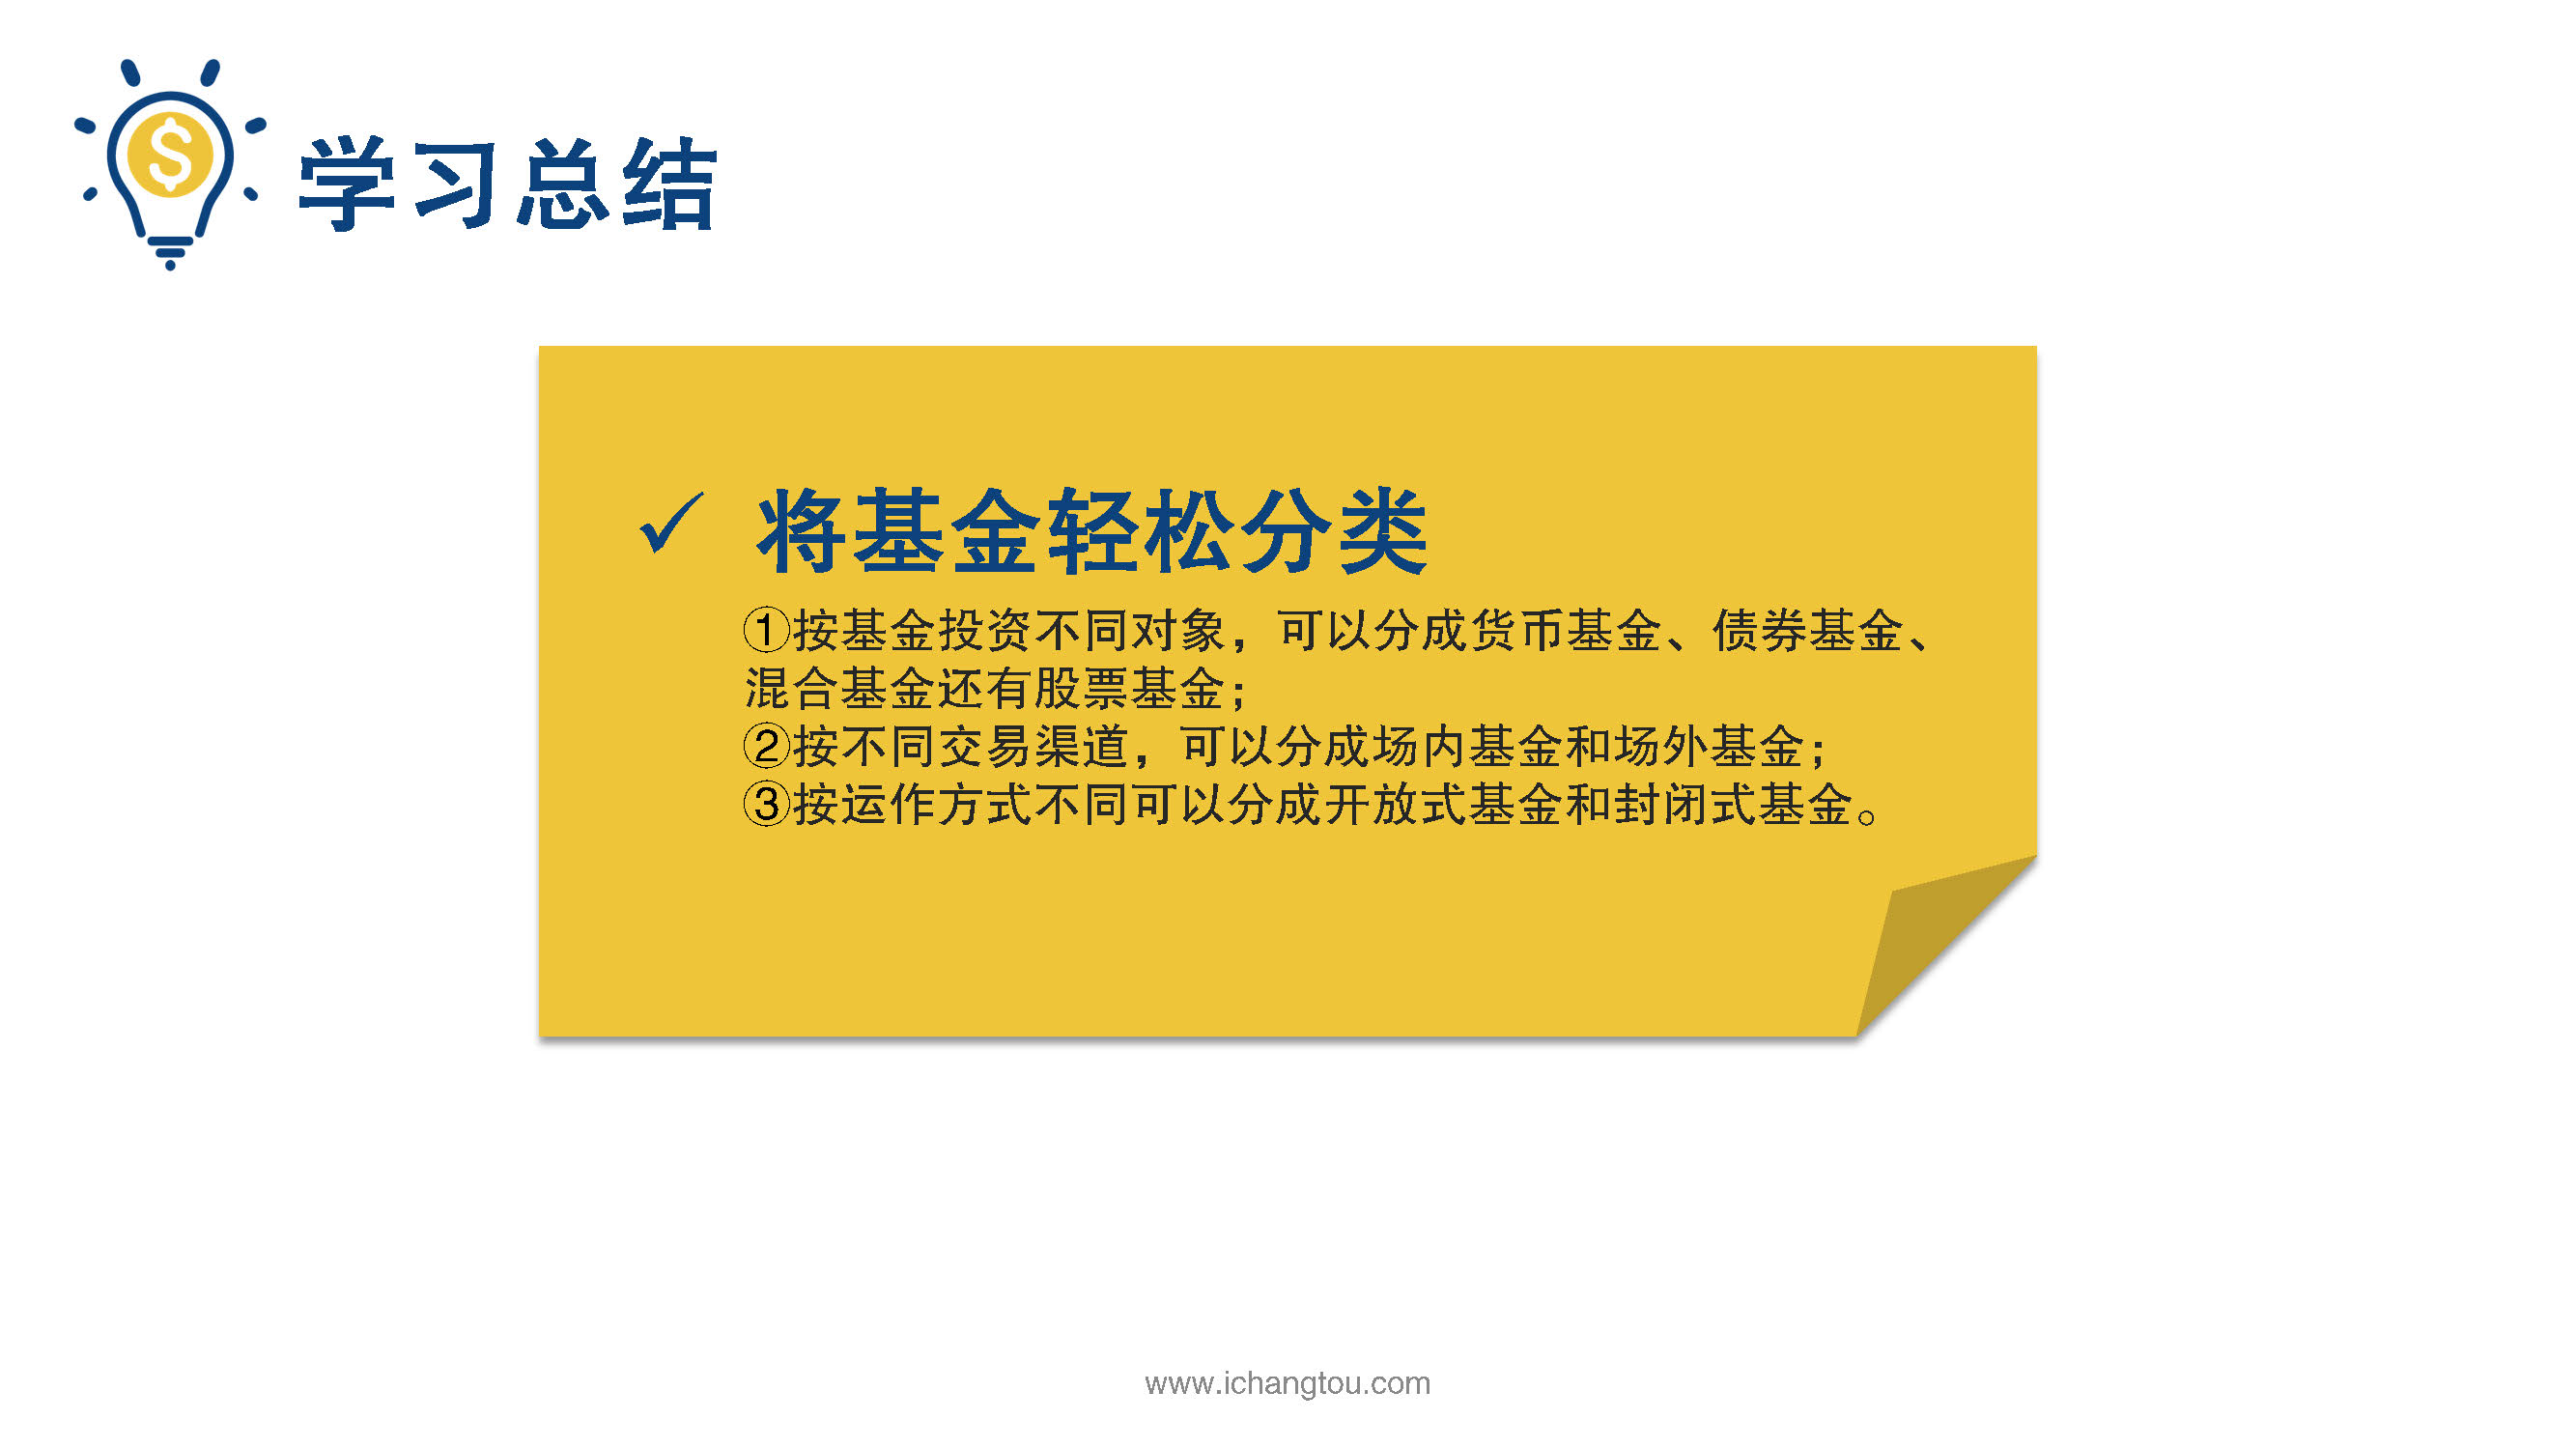 学习总结
✓ 将基金轻松分类
①按基金投资不同对象，可以分成货币基金、债券基金、
混合基金还有股票基金；
②按不同交易渠道，可以分成场内基金和场外基金；
③按运作方式不同可以分成开放式基金和封闭式基金。
www.ichangtou.com